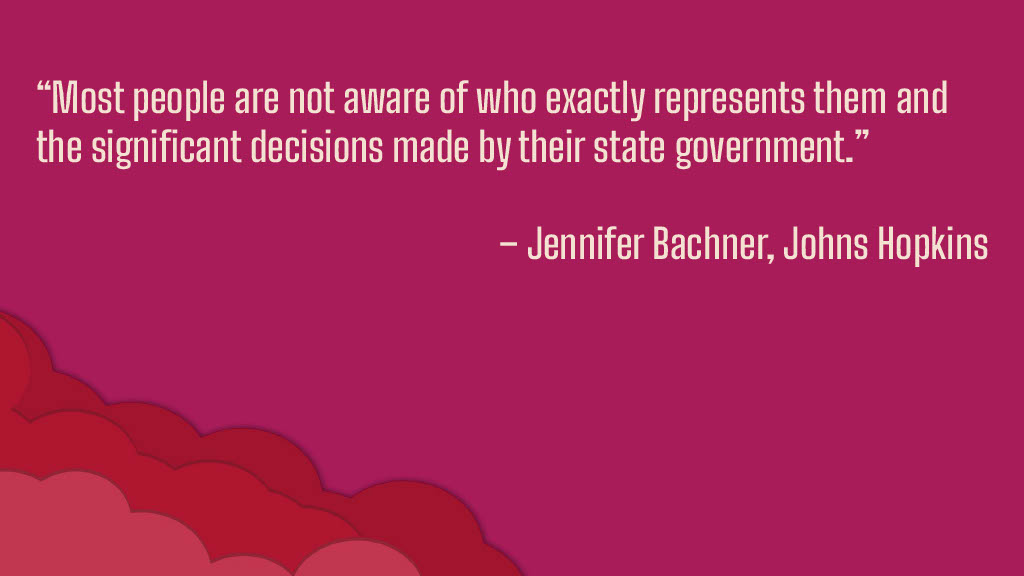 “Most people are not aware of who exactly represents them and
the significant decisions made by their state government.”
– Jennifer Bachner, Johns Hopkins